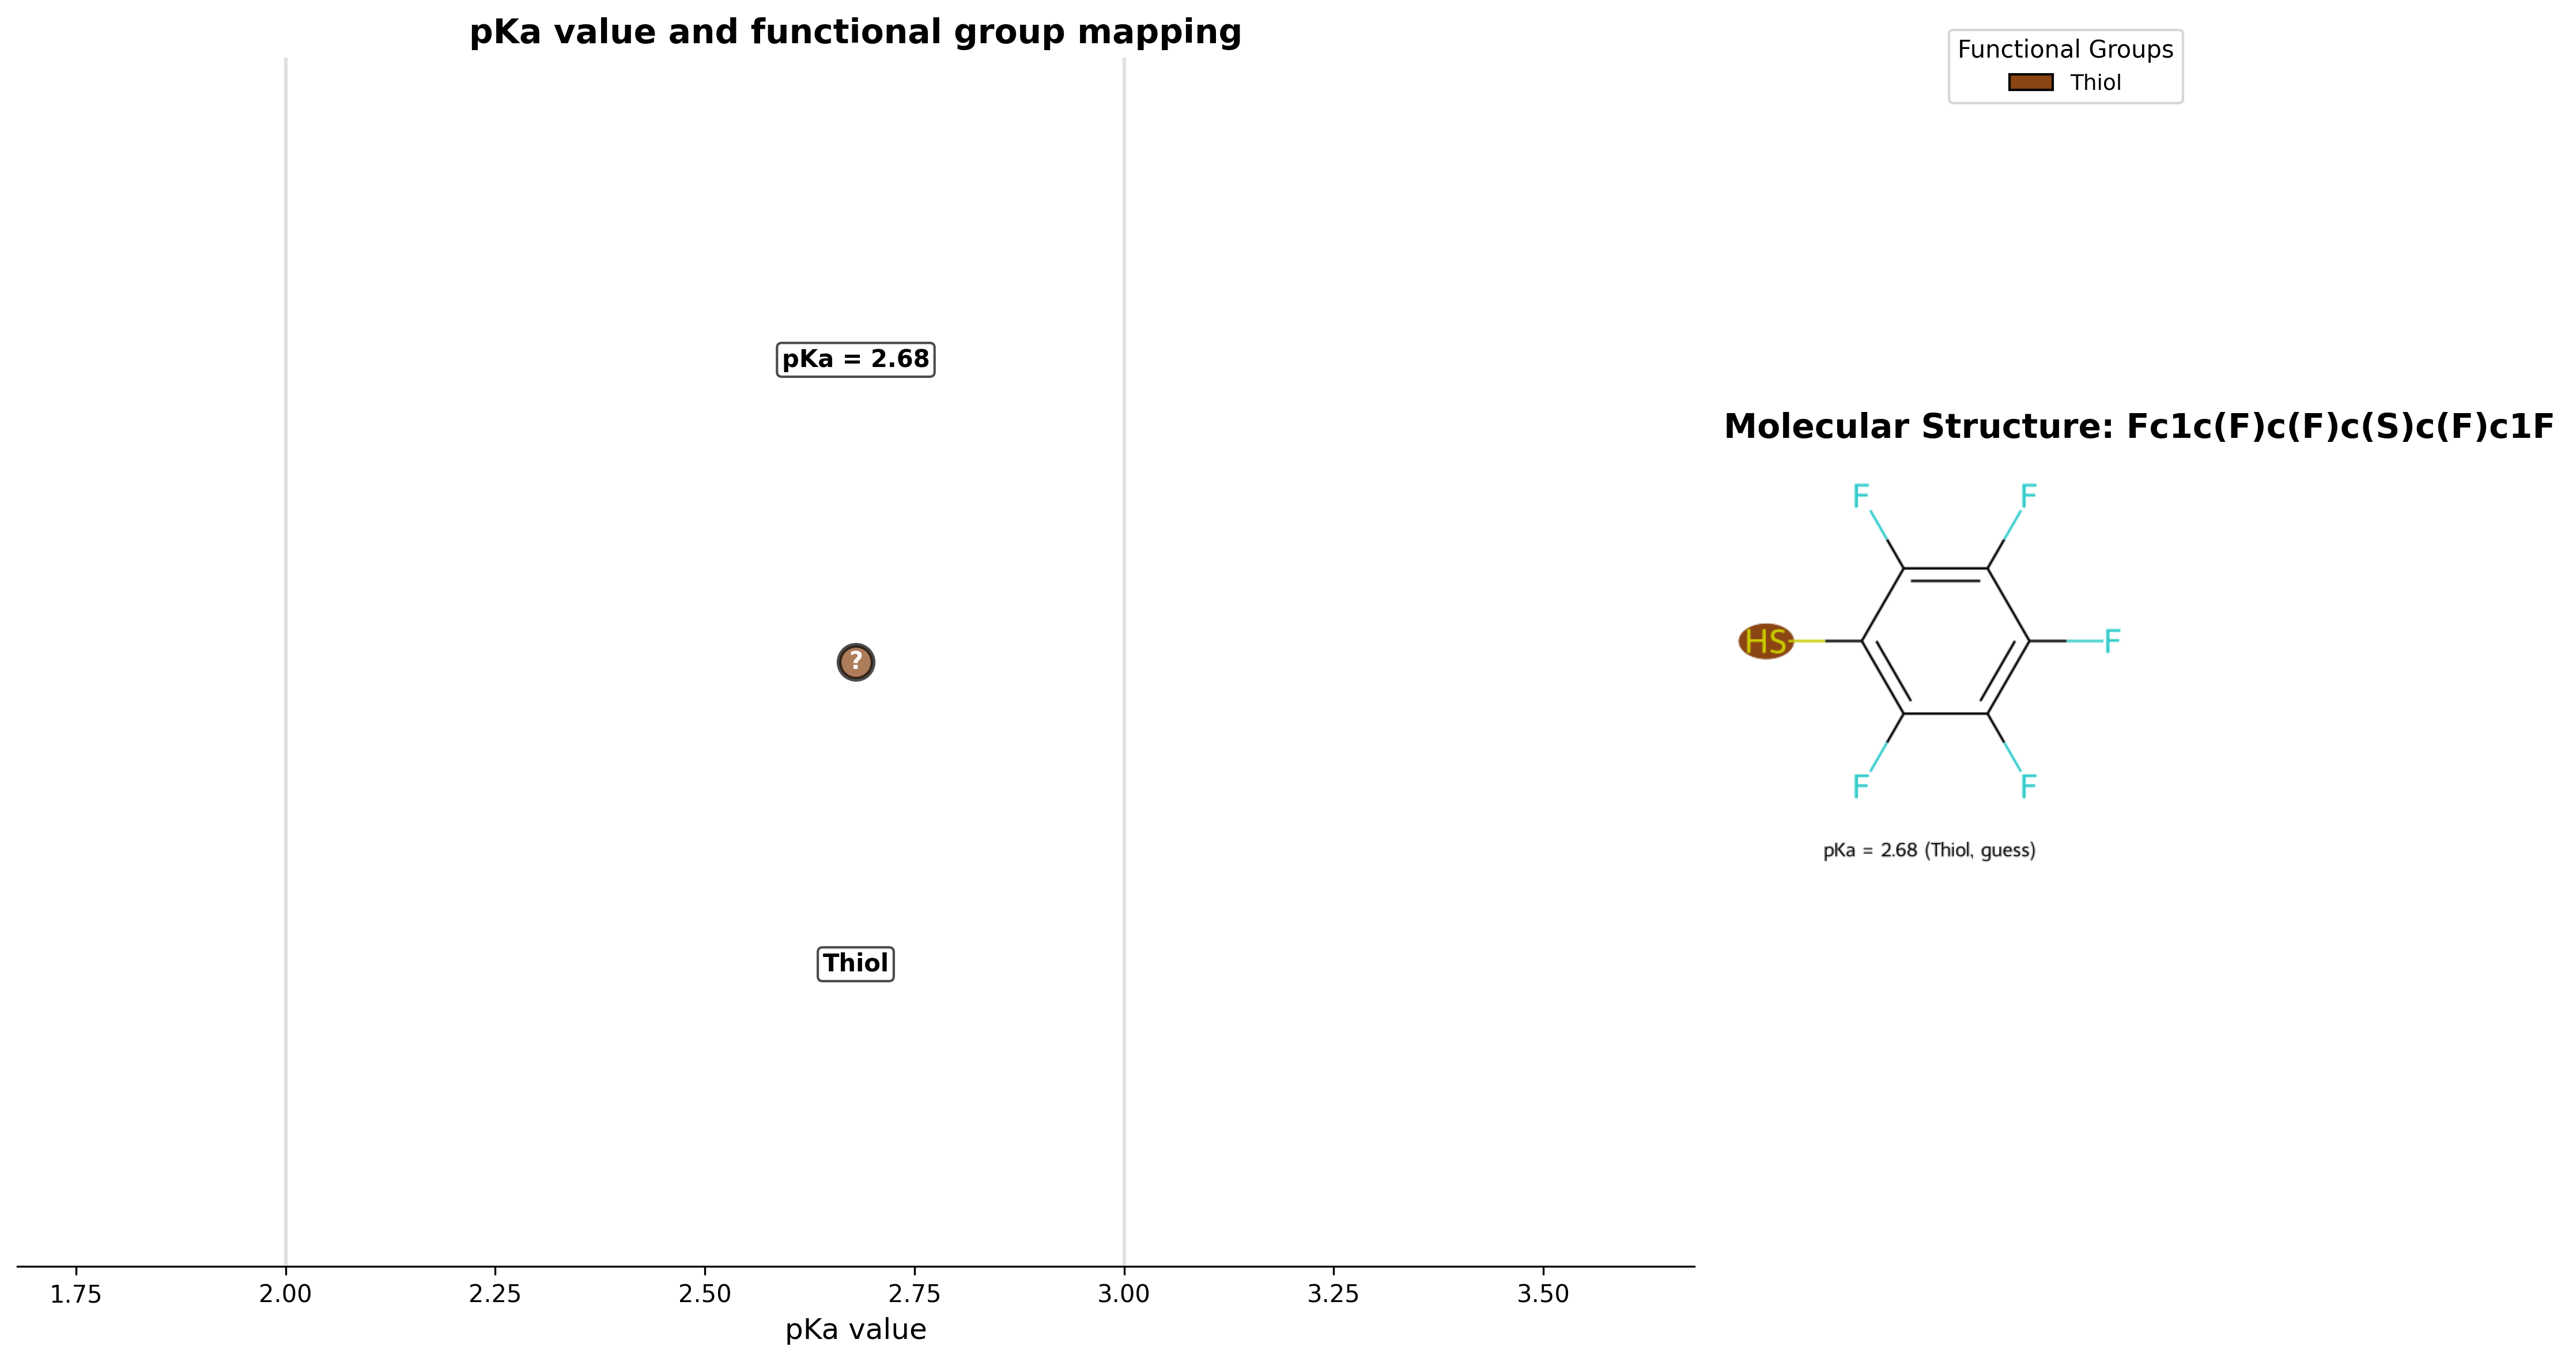 pKa value and functional group mapping
pKa = 2.68
?
Thiol
1.75 2.00 2.25 2.50 2.75 3.00 3.25 3.50
pKa value
Functional Groups
Thiol
Molecular Structure: Fc1c(F)c(F)c(S)c(F)c1F
F F
HS F
F F
pKa = 2.68 (Thiol, guess)